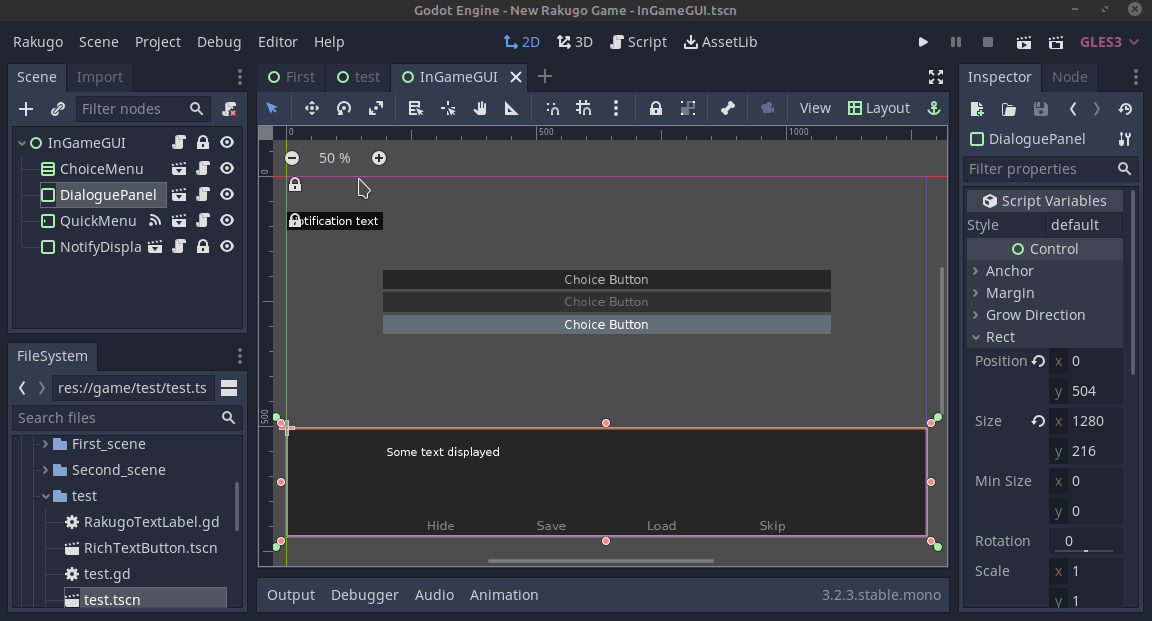 Godot Engine - New Rakugo Game - InGameGUI.tscn
Rakugo Scene Project Debug Editor Help 2D 3D Script AssetLib GLES3
Scene Import First test InGameGUI Inspector Node
Filter nodes View Layout
InGameGUI
ChoiceMenu
DialoguePanel
QuickMenu
NotifyDispla
FileSystem
res://game/test/test.ts
Search files
First_scene
Second_scene
test
RakugoTextLabel.gd
RichTextButton.tscn
test.gd
test.tscn
0 500 1000
50 %
0
otification text
Choice Button
Choice Button
Choice Button
500
Some text displayed
Hide Save Load Skip
Output Debugger Audio Animation 3.2.3.stable.mono
DialoguePanel
Filter properties
Script Variables
Style default
Control
Anchor
Margin
Grow Direction
Rect
Position x 0
y 504
Size x 1280
y 216
Min Size x 0
y 0
Rotation 0
Scale x 1
y 1